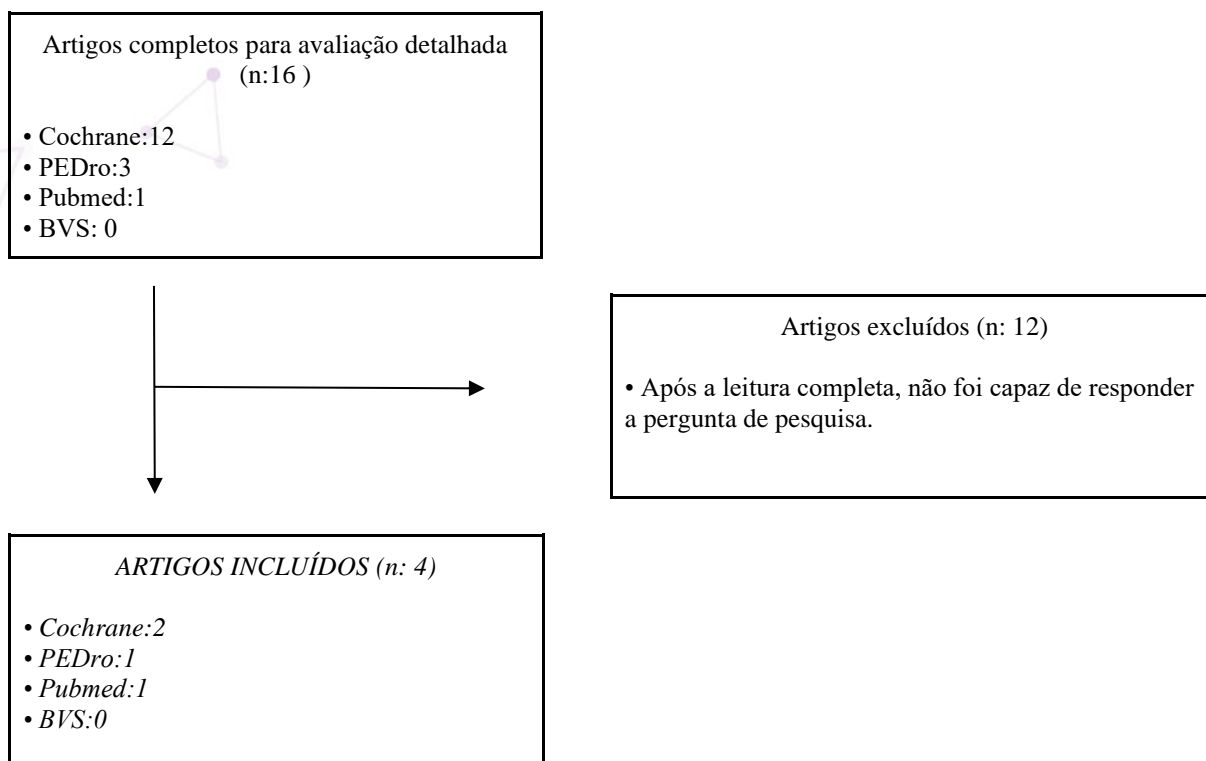 Artigos completos para avaliação detalhada
(n:16 )
• Cochrane:12
• PEDro:3
• Pubmed:1
• BVS: 0
Artigos excluídos (n: 12)
• Após a leitura completa, não foi capaz de responder
a pergunta de pesquisa.
ARTIGOS INCLUÍDOS (n: 4)
• Cochrane:2
• PEDro:1
• Pubmed:1
• BVS:0